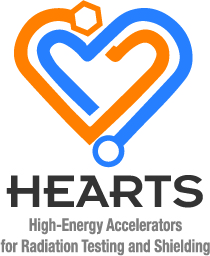 HEARTS
High-Energy Accelerators
for Radiation Testing and Shielding